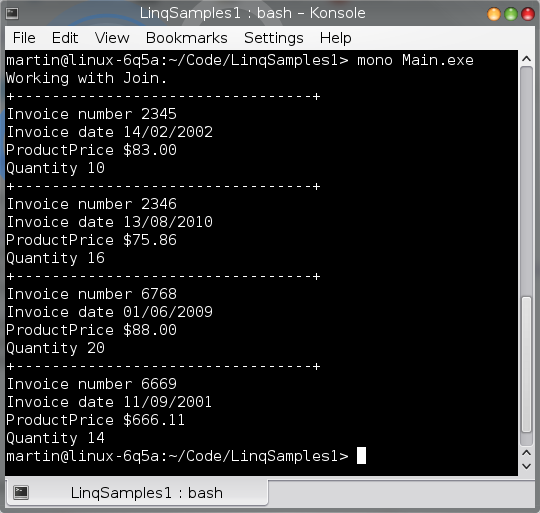 LinqSamples1 : bash – Konsole
File Edit View Bookmarks Settings Help
martin@linux-6q5a:~/Code/LinqSamples1> mono Main.exe
Working with Join.
+---------------------------------+
Invoice number 2345
Invoice date 14/02/2002
ProductPrice $83.00
Quantity 10
+---------------------------------+
Invoice number 2346
Invoice date 13/08/2010
ProductPrice $75.86
Quantity 16
+---------------------------------+
Invoice number 6768
Invoice date 01/06/2009
ProductPrice $88.00
Quantity 20
+---------------------------------+
Invoice number 6669
Invoice date 11/09/2001
ProductPrice $666.11
Quantity 14
martin@linux-6q5a:~/Code/LinqSamples1>
LinqSamples1 : bash